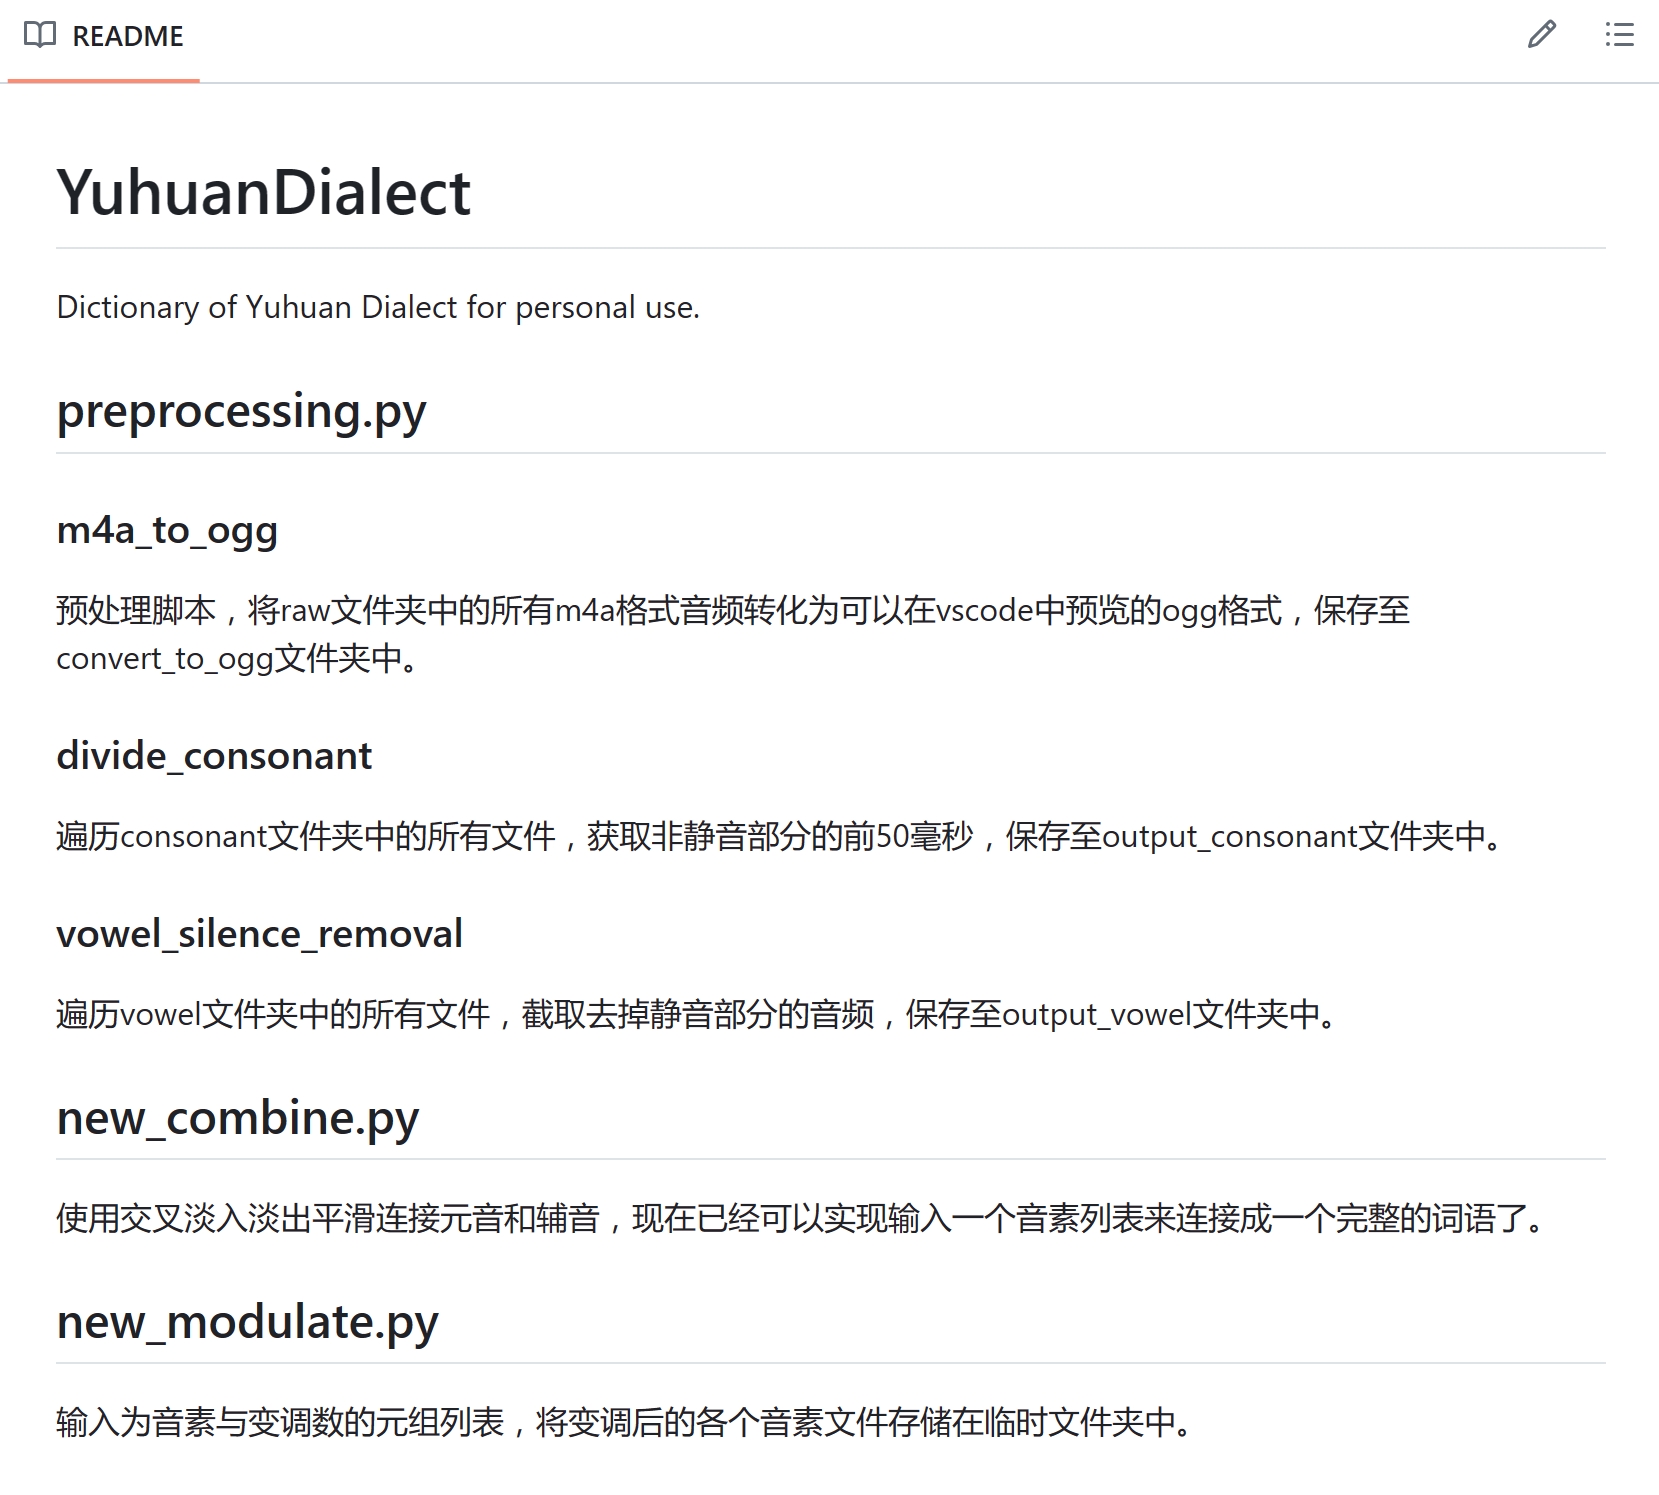 README
YuhuanDialect
Dictionary of Yuhuan Dialect for personal use.
preprocessing.py
m4a_to_ogg
预处理脚本，将raw文件夹中的所有m4a格式音频转化为可以在vscode中预览的ogg格式，保存至
convert_to_ogg文件夹中。
divide_consonant
遍历consonant文件夹中的所有文件，获取非静音部分的前50毫秒，保存至output_consonant文件夹中。
vowel_silence_removal
遍历vowel文件夹中的所有文件，截取去掉静音部分的音频，保存至output_vowel文件夹中。
new_combine.py
使用交叉淡入淡出平滑连接元音和辅音，现在已经可以实现输入一个音素列表来连接成一个完整的词语了。
new_modulate.py
输入为音素与变调数的元组列表，将变调后的各个音素文件存储在临时文件夹中。